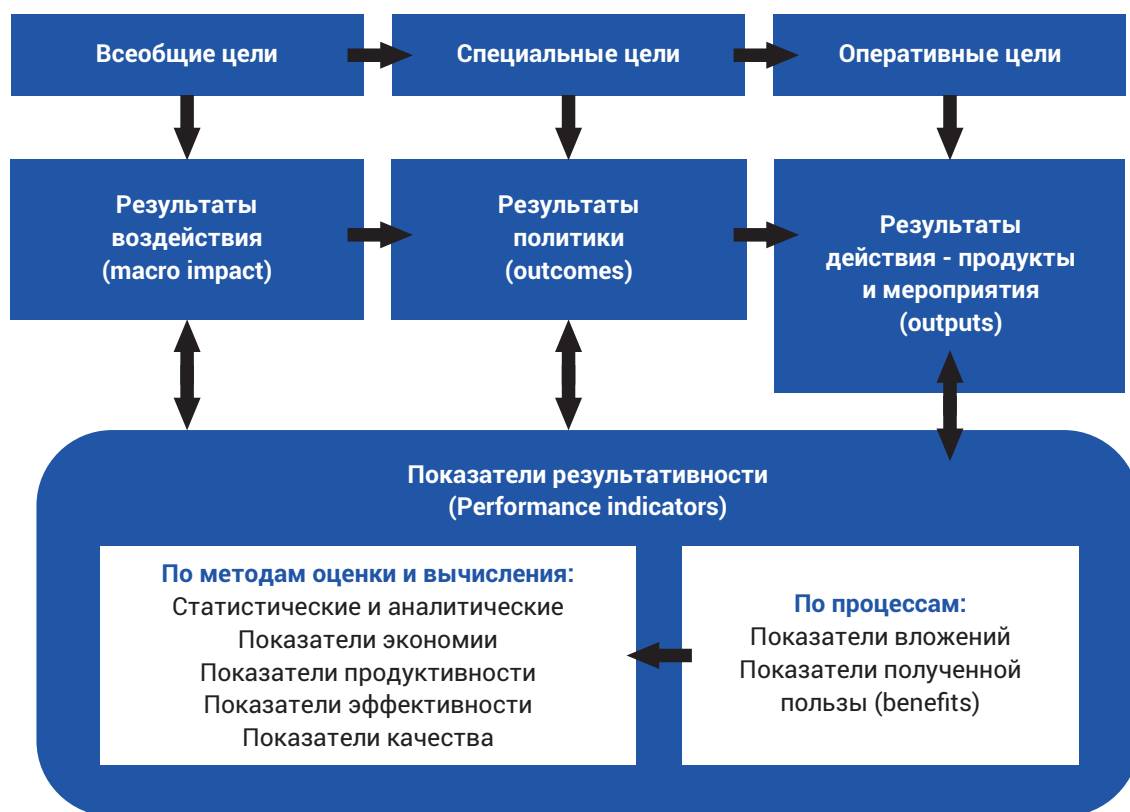 Всеобщие цели
Специальные цели
Оперативные цели
Результаты
воздействия
(macro impact)
Результаты
политики
(outcomes)
Результаты
действия - продукты
и мероприятия
(outputs)
Показатели результативности
(Performance indicators)
По методам оценки и вычисления:
Статистические и аналитические
Показатели экономии
Показатели продуктивности
Показатели эффективности
Показатели качества
По процессам:
Показатели вложений
Показатели полученной
пользы (benefits)